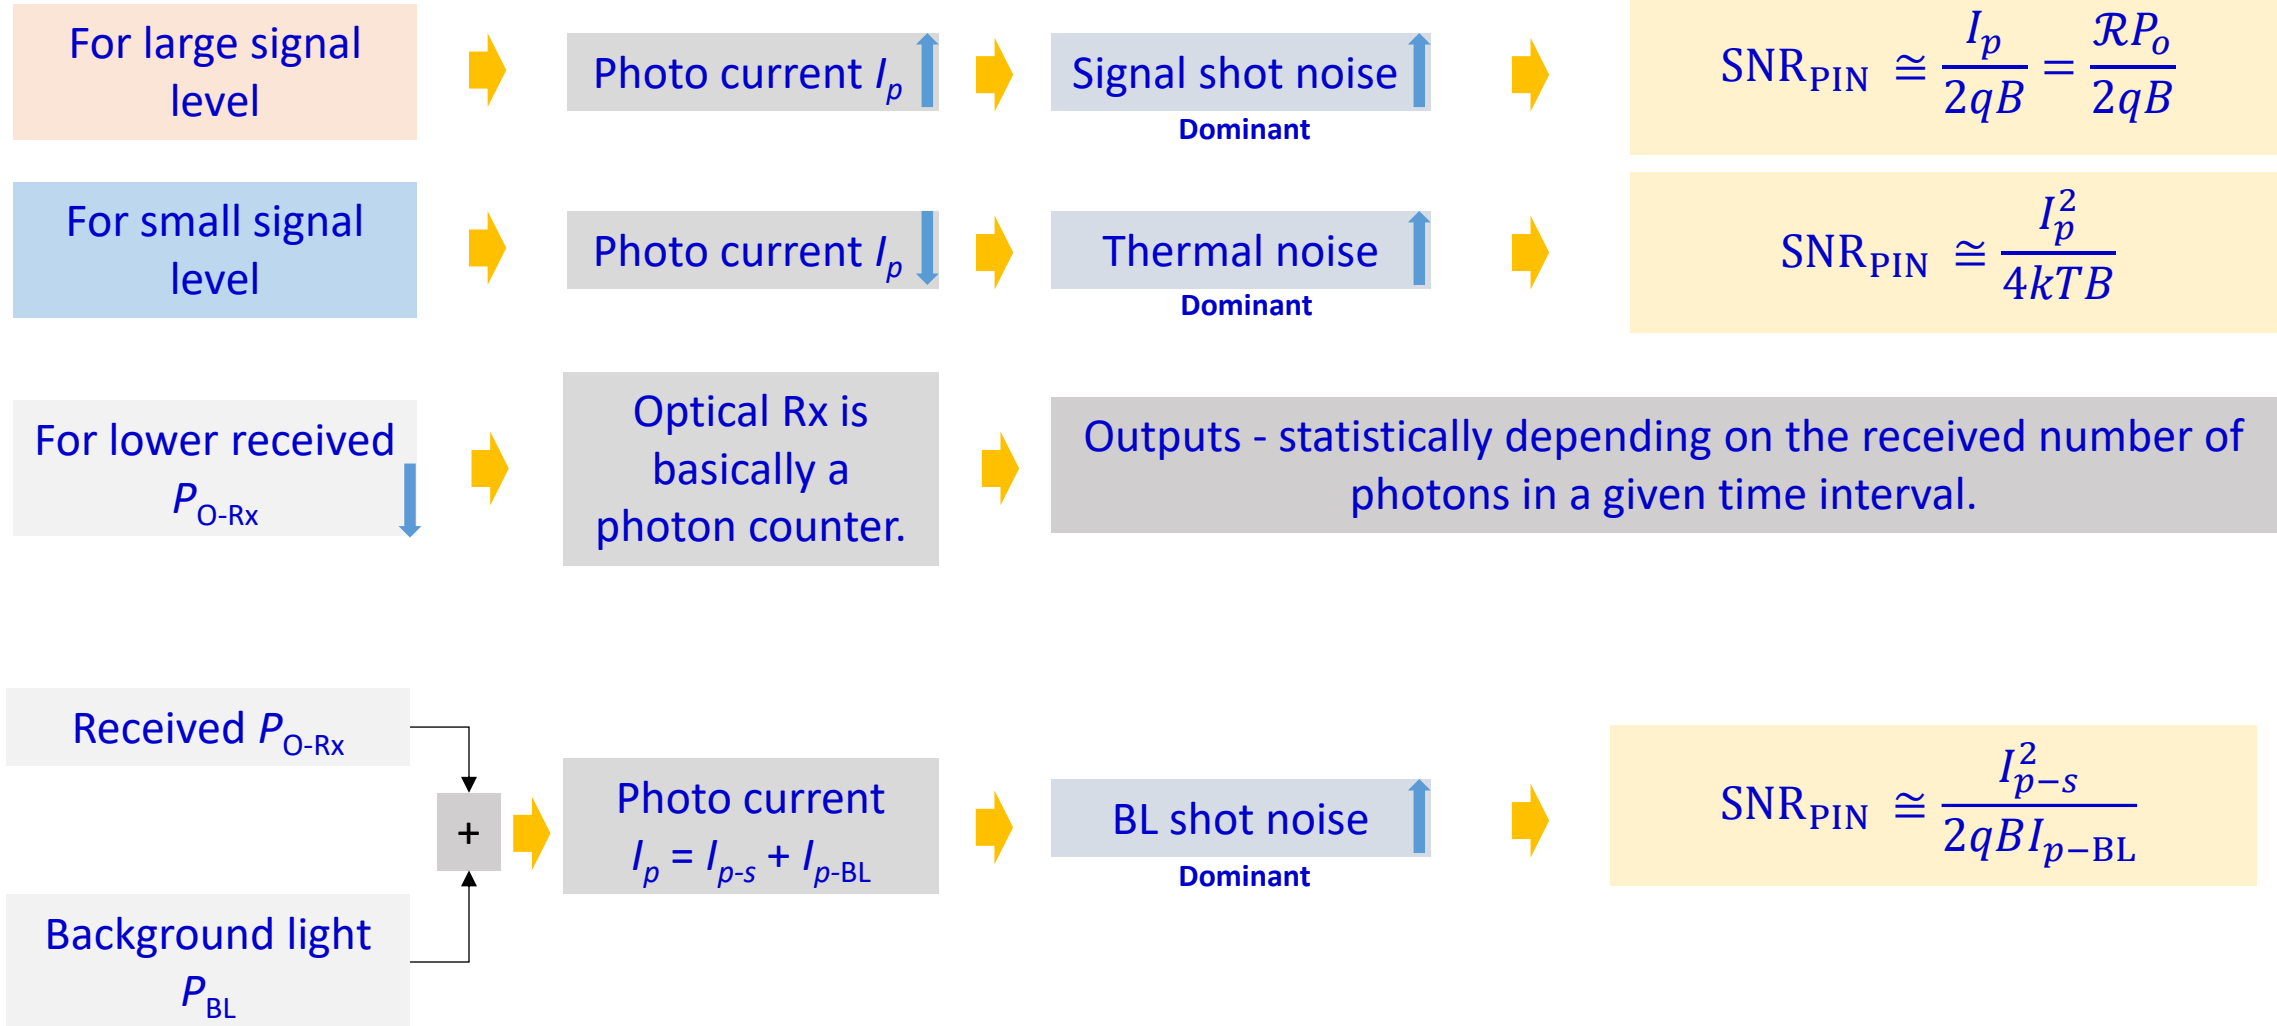 For large signal
level
Photo current I_p
Signal shot noise
Dominant
SNR_PIN ≅ I_p / 2qB = ℛP_o / 2qB
For small signal
level
Photo current I_p
Thermal noise
Dominant
SNR_PIN ≅ I_p^2 / 4kTB
For lower received
P_O-Rx
Optical Rx is
basically a
photon counter.
Outputs - statistically depending on the received number of
photons in a given time interval.
Received P_O-Rx
+
Background light
P_BL
Photo current
I_p = I_p-s + I_p-BL
BL shot noise
Dominant
SNR_PIN ≅ I_p−s^2 / 2qBI_p−BL